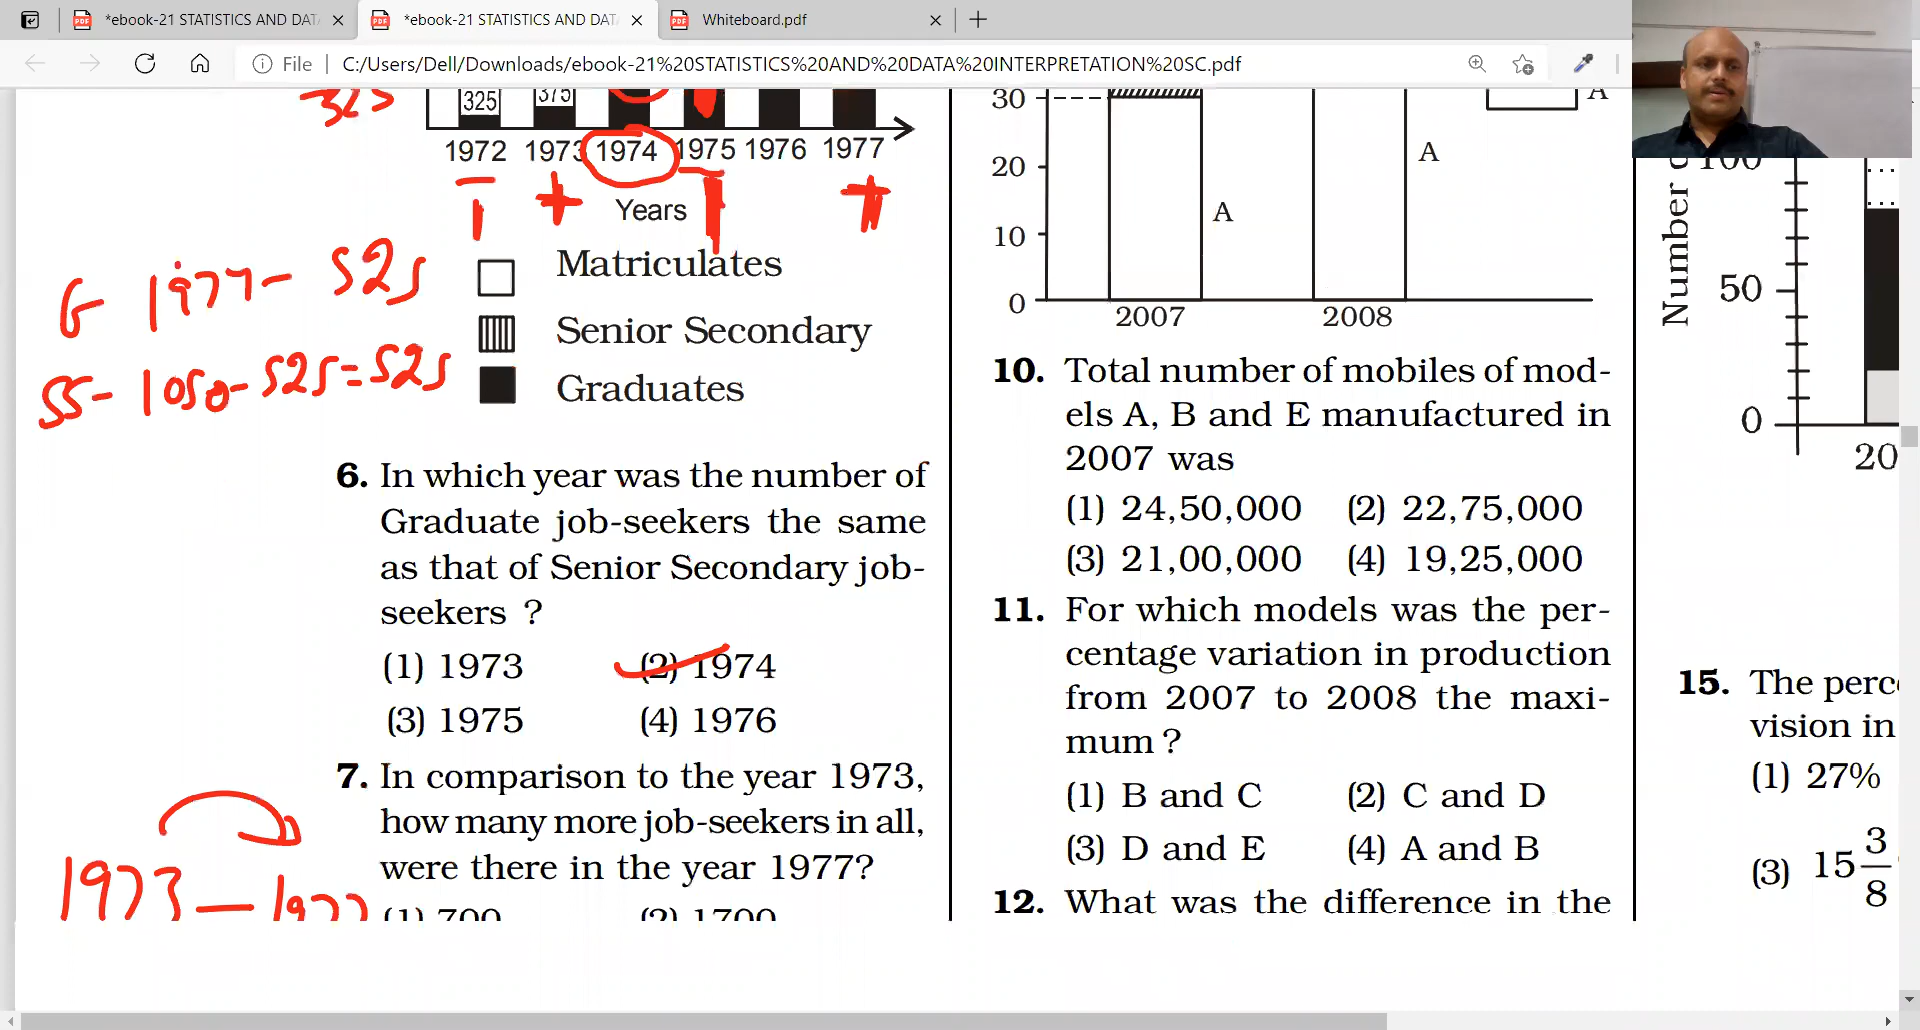 *ebook-21 STATISTICS AND DAT
*ebook-21 STATISTICS AND DAT
Whiteboard.pdf
File
C:/Users/Dell/Downloads/ebook-21%20STATISTICS%20AND%20DATA%20INTERPRETATION%20SC.pdf
325
325
375
1972 1973 1974 1975 1976 1977
Years
Matriculates
Senior Secondary
Graduates
G 1977- 525
SS- 1050-525=525
6. In which year was the number of
Graduate job-seekers the same
as that of Senior Secondary job-
seekers ?
(1) 1973 (2) 1974
(3) 1975 (4) 1976
7. In comparison to the year 1973,
how many more job-seekers in all,
were there in the year 1977?
1973 — 1977
(1) 700 (2) 1700
30
20
10
0
A
A
A
2007 2008
10. Total number of mobiles of mod-
els A, B and E manufactured in
2007 was
(1) 24,50,000 (2) 22,75,000
(3) 21,00,000 (4) 19,25,000
11. For which models was the per-
centage variation in production
from 2007 to 2008 the maxi-
mum ?
(1) B and C (2) C and D
(3) D and E (4) A and B
12. What was the difference in the
Number
100
50
0
20
15. The perc
vision in
(1) 27%
(3) 15 3/8